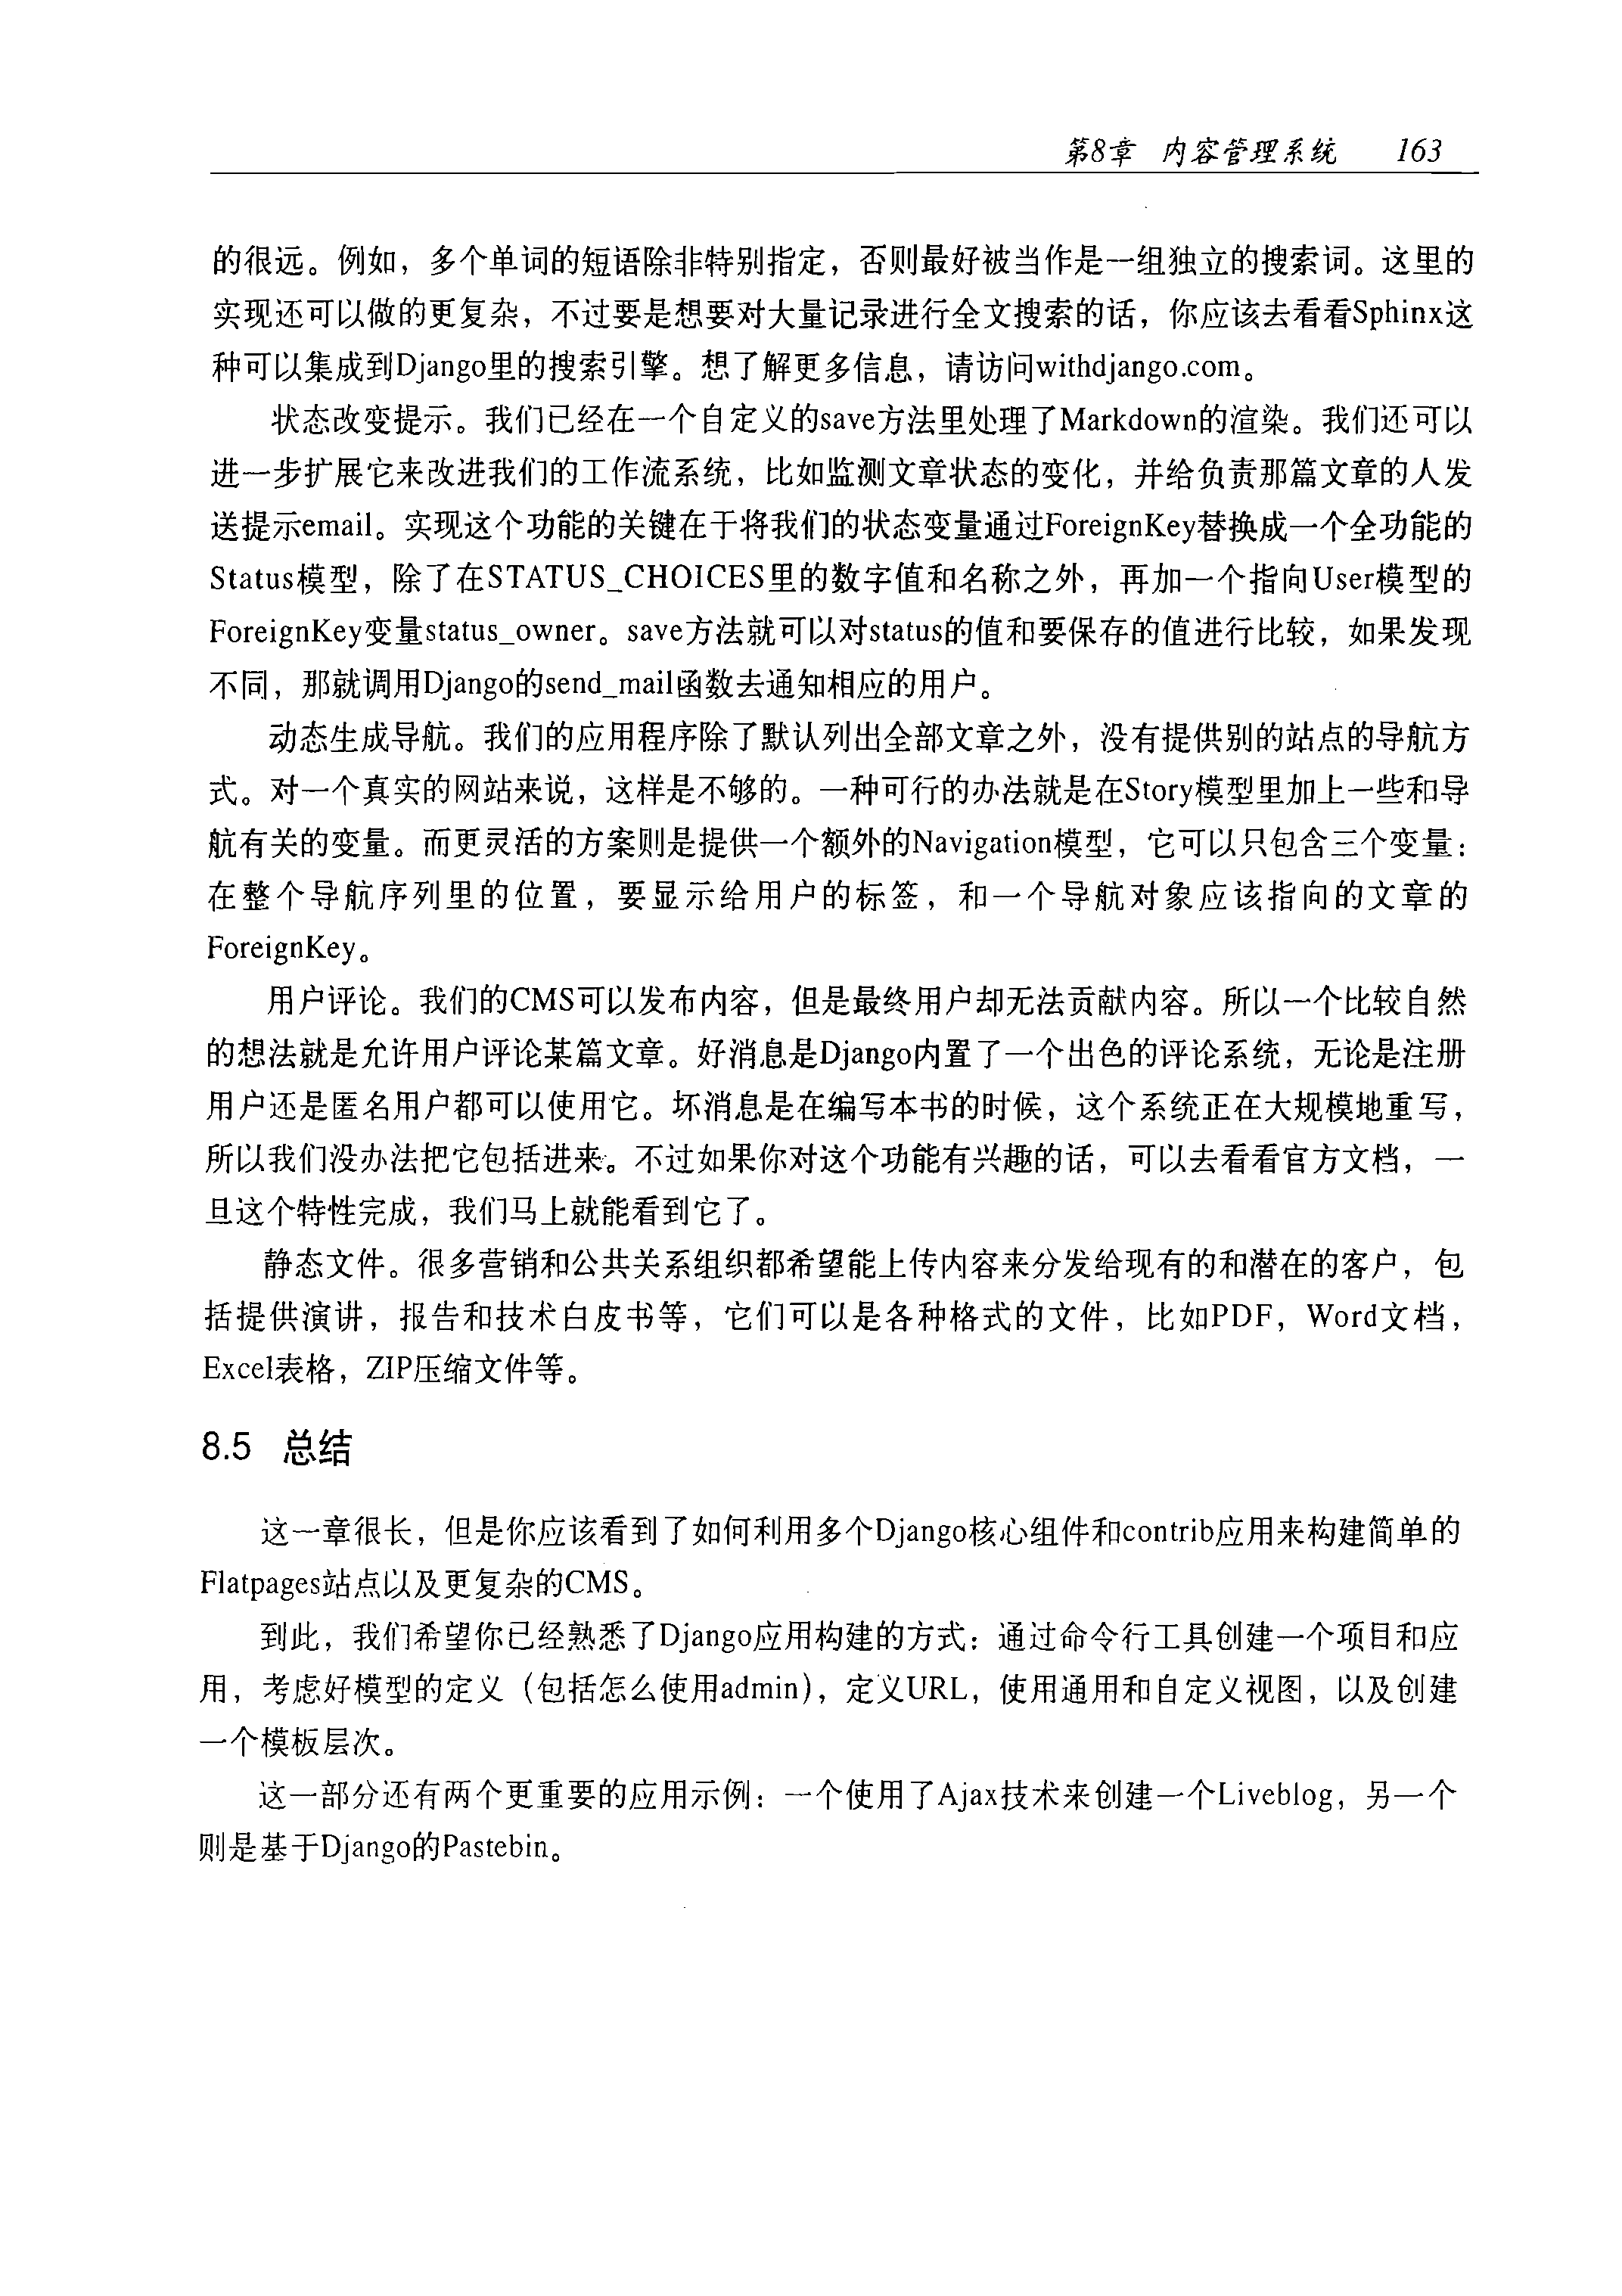 第8章 内容管理系统 163
的很远。例如，多个单词的短语除非特别指定，否则最好被当作是一组独立的搜索词。这里的
实现还可以做的更复杂，不过要是想要对大量记录进行全文搜索的话，你应该去看看Sphinx这
种可以集成到Django里的搜索引擎。想了解更多信息，请访问withdjango.com。
状态改变提示。我们已经在一个自定义的save方法里处理了Markdown的渲染。我们还可以
进一步扩展它来改进我们的工作流系统，比如监测文章状态的变化，并给负责那篇文章的人发
送提示email。实现这个功能的关键在于将我们的状态变量通过ForeignKey替换成一个全功能的
Status模型，除了在STATUS_CHOICES里的数字值和名称之外，再加一个指向User模型的
ForeignKey变量status_owner。save方法就可以对status的值和要保存的值进行比较，如果发现
不同，那就调用Django的send_mail函数去通知相应的用户。
动态生成导航。我们的应用程序除了默认列出全部文章之外，没有提供别的站点的导航方
式。对一个真实的网站来说，这样是不够的。一种可行的办法就是在Story模型里加上一些和导
航有关的变量。而更灵活的方案则是提供一个额外的Navigation模型，它可以只包含三个变量：
在整个导航序列里的位置，要显示给用户的标签，和一个导航对象应该指向的文章的
ForeignKey。
用户评论。我们的CMS可以发布内容，但是最终用户却无法贡献内容。所以一个比较自然
的想法就是允许用户评论某篇文章。好消息是Django内置了一个出色的评论系统，无论是注册
用户还是匿名用户都可以使用它。坏消息是在编写本书的时候，这个系统正在大规模地重写，
所以我们没办法把它包括进来。不过如果你对这个功能有兴趣的话，可以去看看官方文档，一
旦这个特性完成，我们马上就能看到它了。
静态文件。很多营销和公共关系组织都希望能上传内容来分发给现有的和潜在的客户，包
括提供演讲，报告和技术白皮书等，它们可以是各种格式的文件，比如PDF，Word文档，
Excel表格，ZIP压缩文件等。
8.5 总结
这一章很长，但是你应该看到了如何利用多个Django核心组件和contrib应用来构建简单的
Flatpages站点以及更复杂的CMS。
到此，我们希望你已经熟悉了Django应用构建的方式：通过命令行工具创建一个项目和应
用，考虑好模型的定义（包括怎么使用admin），定义URL，使用通用和自定义视图，以及创建
一个模板层次。
这一部分还有两个更重要的应用示例：一个使用了Ajax技术来创建一个Liveblog，另一个
则是基于Django的Pastebin。